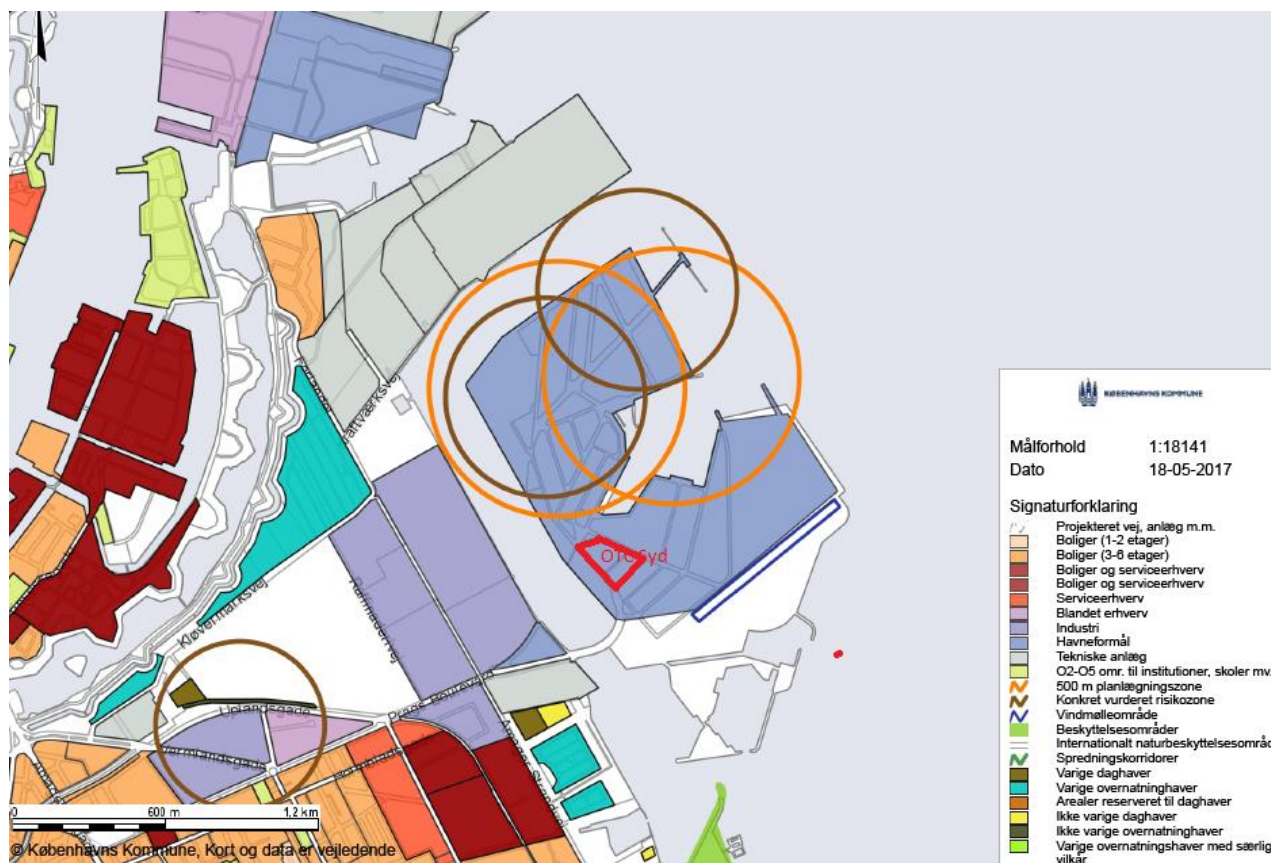 Kraftværksvej
Kløvermarksvej
Raffinaderivej
Uplandsgade
Prags Boulevard
OTC Syd
0 600 m 1,2 km
© Københavns Kommune, Kort og data er vejledende
KØBENHAVNS KOMMUNE
Målforhold 1:18141
Dato 18-05-2017
Signaturforklaring
Projekteret vej, anlæg m.m.
Boliger (1-2 etager)
Boliger (3-6 etager)
Boliger og serviceerhverv
Boliger og serviceerhverv
Serviceerhverv
Blandet erhverv
Industri
Havneformål
Tekniske anlæg
O2-O5 omr. til institutioner, skoler mv.
500 m planlægningszone
Konkret vurderet risikozone
Vindmølleområde
Beskyttelsesområder
Internationalt naturbeskyttelsesområd
Spredningskorridorer
Varige daghaver
Varige overnatninghaver
Arealer reserveret til daghaver
Ikke varige daghaver
Ikke varige overnatninghaver
Varige overnatningshaver med særlig
vilkår